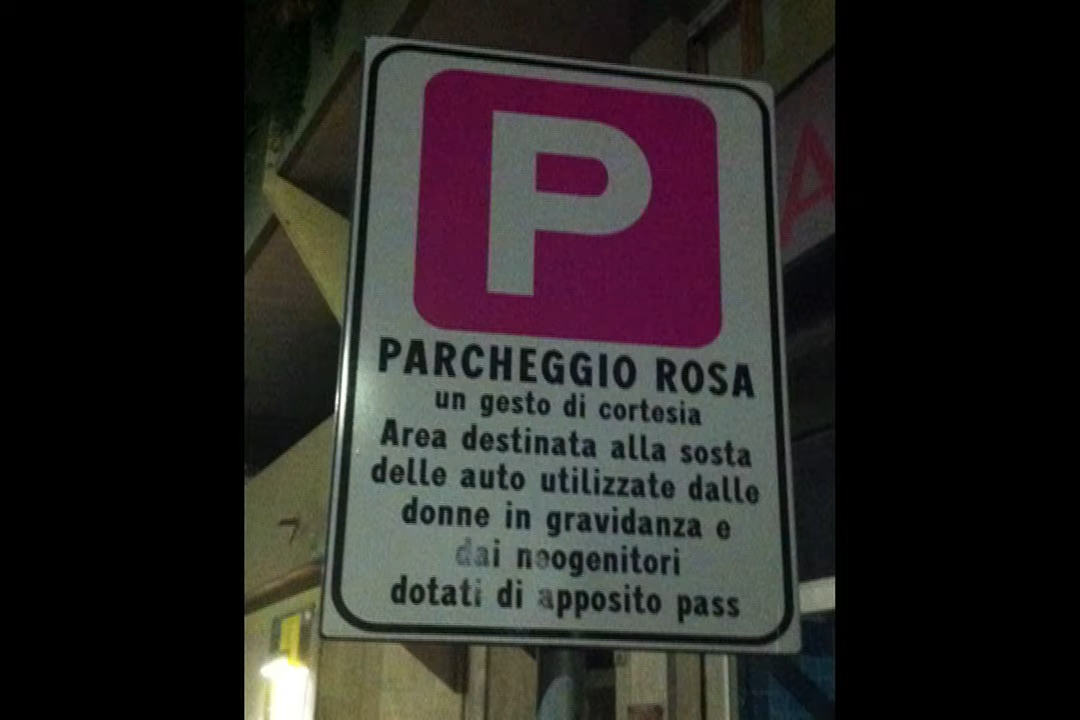 P
PARCHEGGIO ROSA
un gesto di cortesia
Area destinata alla sosta
delle auto utilizzate dalle
donne in gravidanza e
dai neogenitori
dotati di apposito pass
A